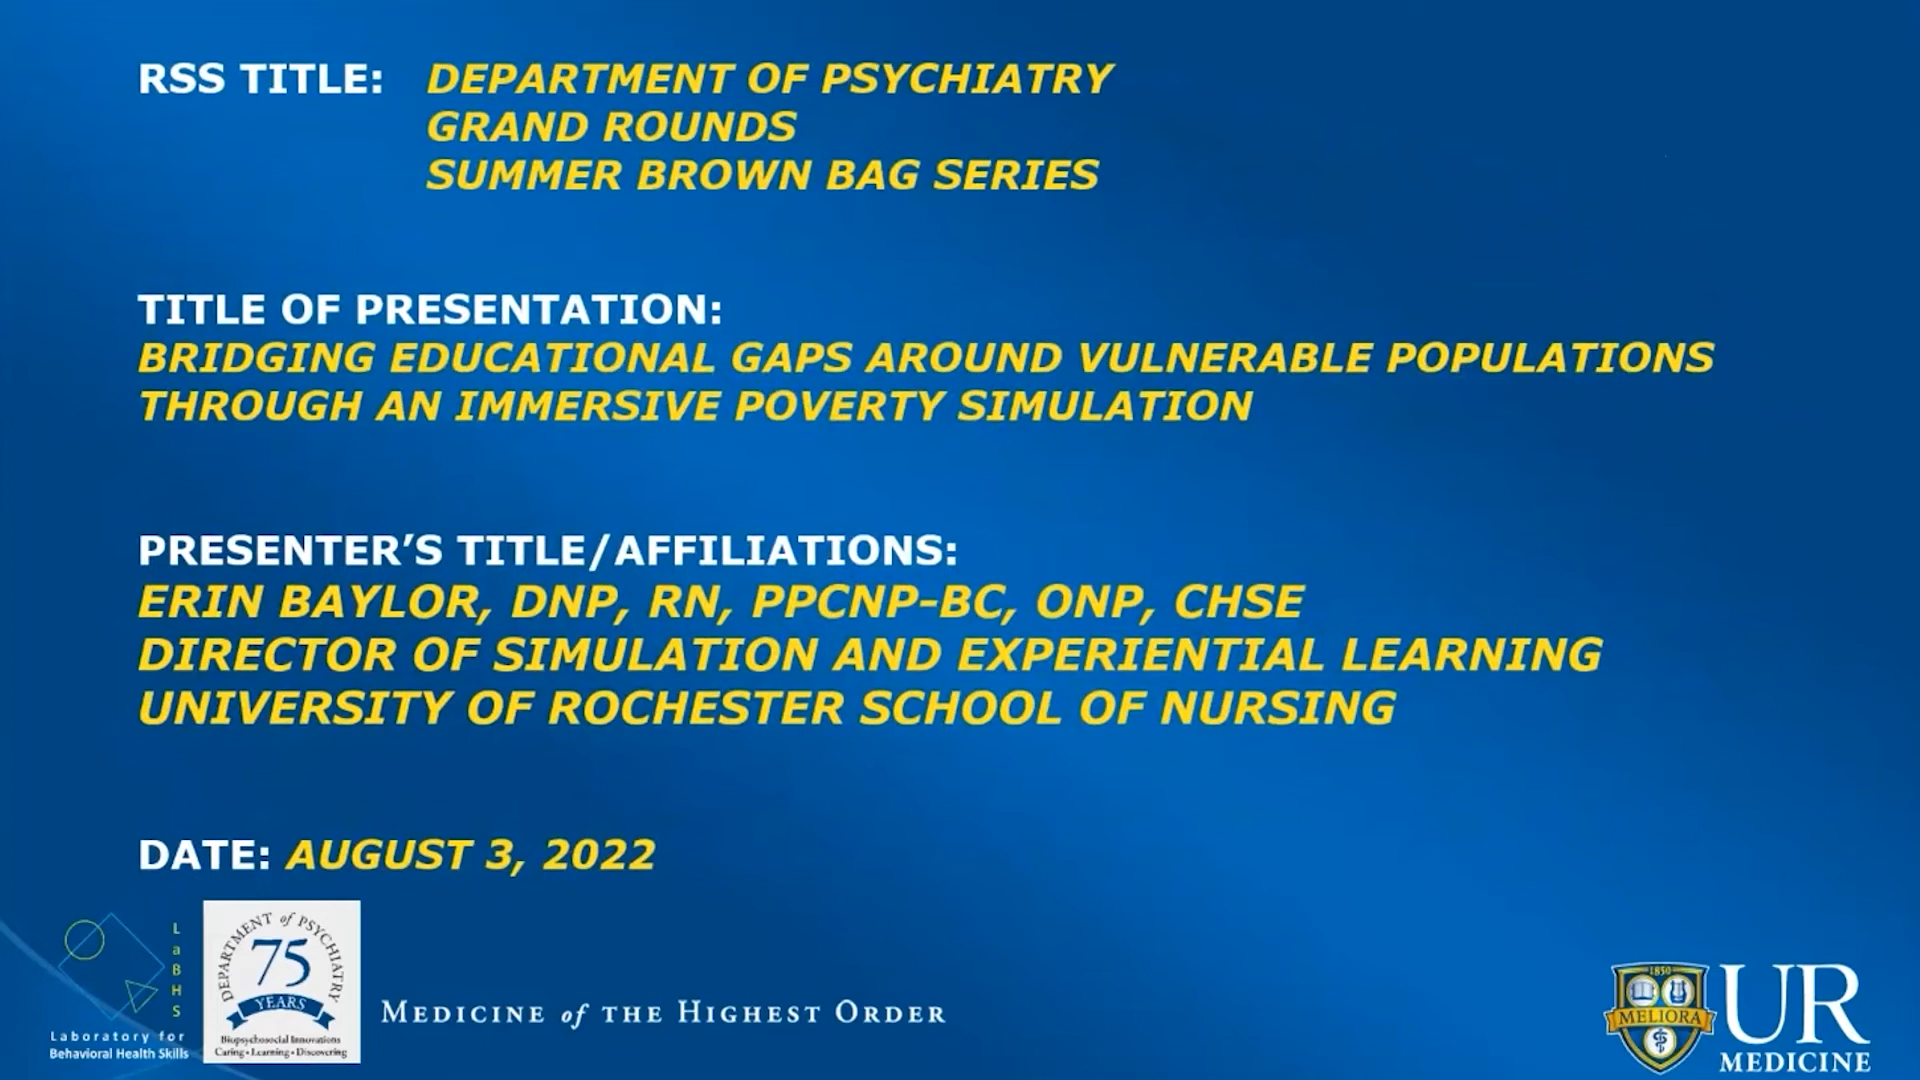 RSS TITLE: DEPARTMENT OF PSYCHIATRY
GRAND ROUNDS
SUMMER BROWN BAG SERIES
TITLE OF PRESENTATION:
BRIDGING EDUCATIONAL GAPS AROUND VULNERABLE POPULATIONS
THROUGH AN IMMERSIVE POVERTY SIMULATION
PRESENTER’S TITLE/AFFILIATIONS:
ERIN BAYLOR, DNP, RN, PPCNP-BC, ONP, CHSE
DIRECTOR OF SIMULATION AND EXPERIENTIAL LEARNING
UNIVERSITY OF ROCHESTER SCHOOL OF NURSING
DATE: AUGUST 3, 2022
LaBHS
Laboratory for
Behavioral Health Skills
DEPARTMENT of PSYCHIATRY
75
YEARS
Biopsychosocial Innovations
Caring • Learning • Discovering
MEDICINE of THE HIGHEST ORDER
1850
MELIORA
UR
MEDICINE